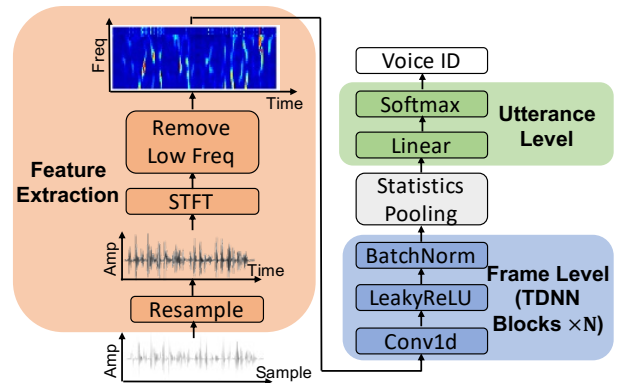 Freq
Time
Remove
Low Freq
Feature
Extraction
STFT
Amp
Time
Resample
Amp
Sample
Voice ID
Softmax
Linear
Utterance
Level
Statistics
Pooling
BatchNorm
LeakyReLU
Conv1d
Frame Level
(TDNN
Blocks ×N)